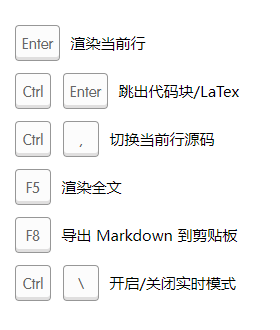 Enter 渲染当前行
Ctrl Enter 跳出代码块/LaTex
Ctrl , 切换当前行源码
F5 渲染全文
F8 导出 Markdown 到剪贴板
Ctrl \ 开启/关闭实时模式